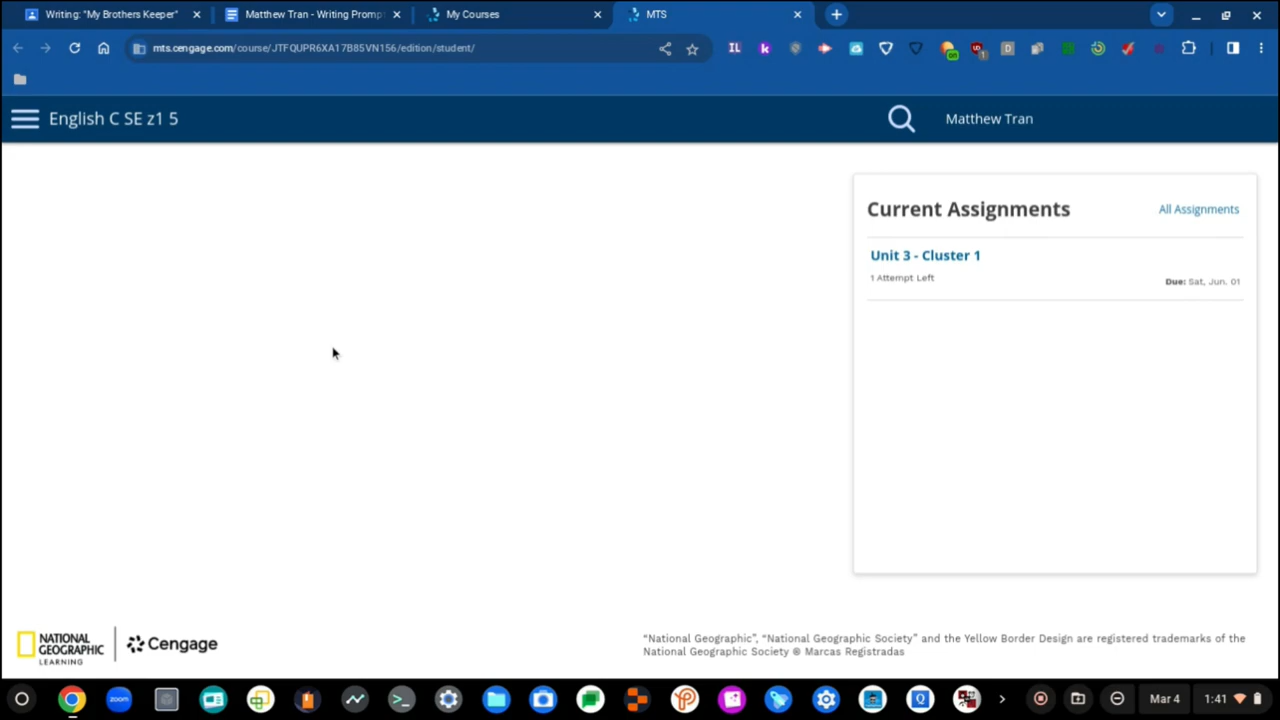 Writing: "My Brothers Keeper"
Matthew Tran - Writing Promp
My Courses
MTS
mts.cengage.com/course/JTFQUPR6XA17B85VN156/edition/student/
English C SE z1 5
Matthew Tran
Current Assignments
All Assignments
Unit 3 - Cluster 1
1 Attempt Left
Due: Sat, Jun. 01
NATIONAL
GEOGRAPHIC
LEARNING
Cengage
“National Geographic”, “National Geographic Society” and the Yellow Border Design are registered trademarks of the
National Geographic Society ® Marcas Registradas
zoom
Mar 4
1:41